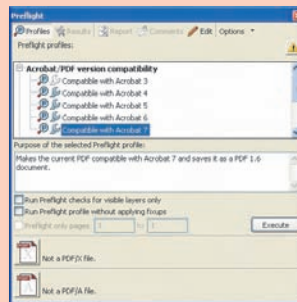 Preflight
Profiles Results Report Comments Edit Options
Preflight profiles:
Acrobat/PDF version compatibility
Compatible with Acrobat 3
Compatible with Acrobat 4
Compatible with Acrobat 5
Compatible with Acrobat 6
Compatible with Acrobat 7
Purpose of the selected Preflight profile:
Makes the current PDF compatible with Acrobat 7 and saves it as a PDF 1.6
document.
Run Preflight checks for visible layers only
Run Preflight profile without applying fixups
Preflight only pages 1 to 1
Execute
Not a PDF/X file.
Not a PDF/A file.